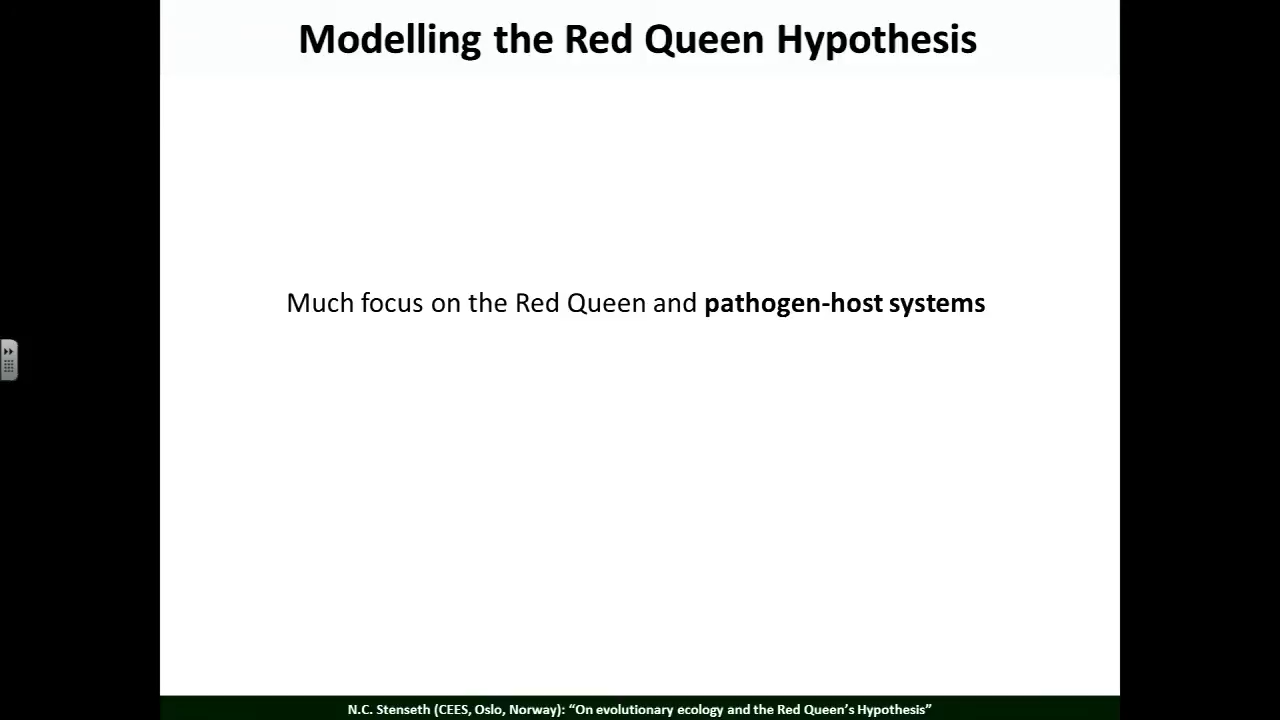 Modelling the Red Queen Hypothesis
Much focus on the Red Queen and pathogen-host systems
N.C. Stenseth (CEES, Oslo, Norway): “On evolutionary ecology and the Red Queen’s Hypothesis”